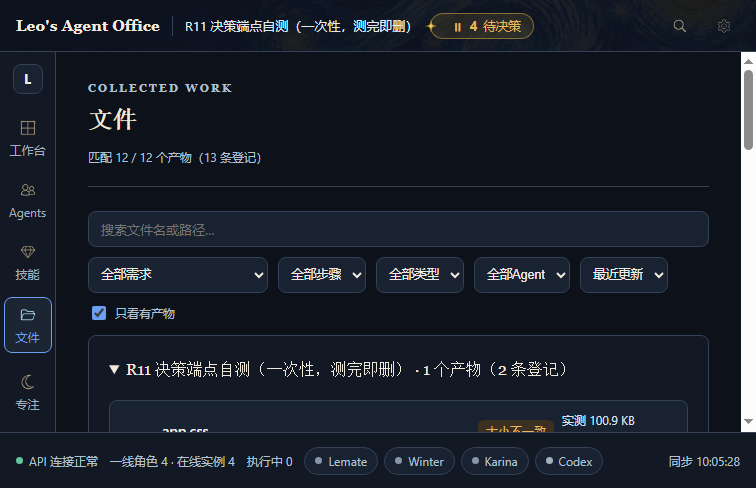 Leo's Agent Office
R11 决策端点自测（一次性，测完即删）
4 待决策
L
工作台
Agents
技能
文件
专注
COLLECTED WORK
文件
匹配 12 / 12 个产物（13 条登记）
搜索文件名或路径...
全部需求
全部步骤
全部类型
全部Agent
最近更新
只看有产物
R11 决策端点自测（一次性，测完即删） · 1 个产物（2 条登记）
app.css
大小不一致
实测 100.9 KB
API 连接正常
一线角色 4 · 在线实例 4
执行中 0
Lemate
Winter
Karina
Codex
同步 10:05:28